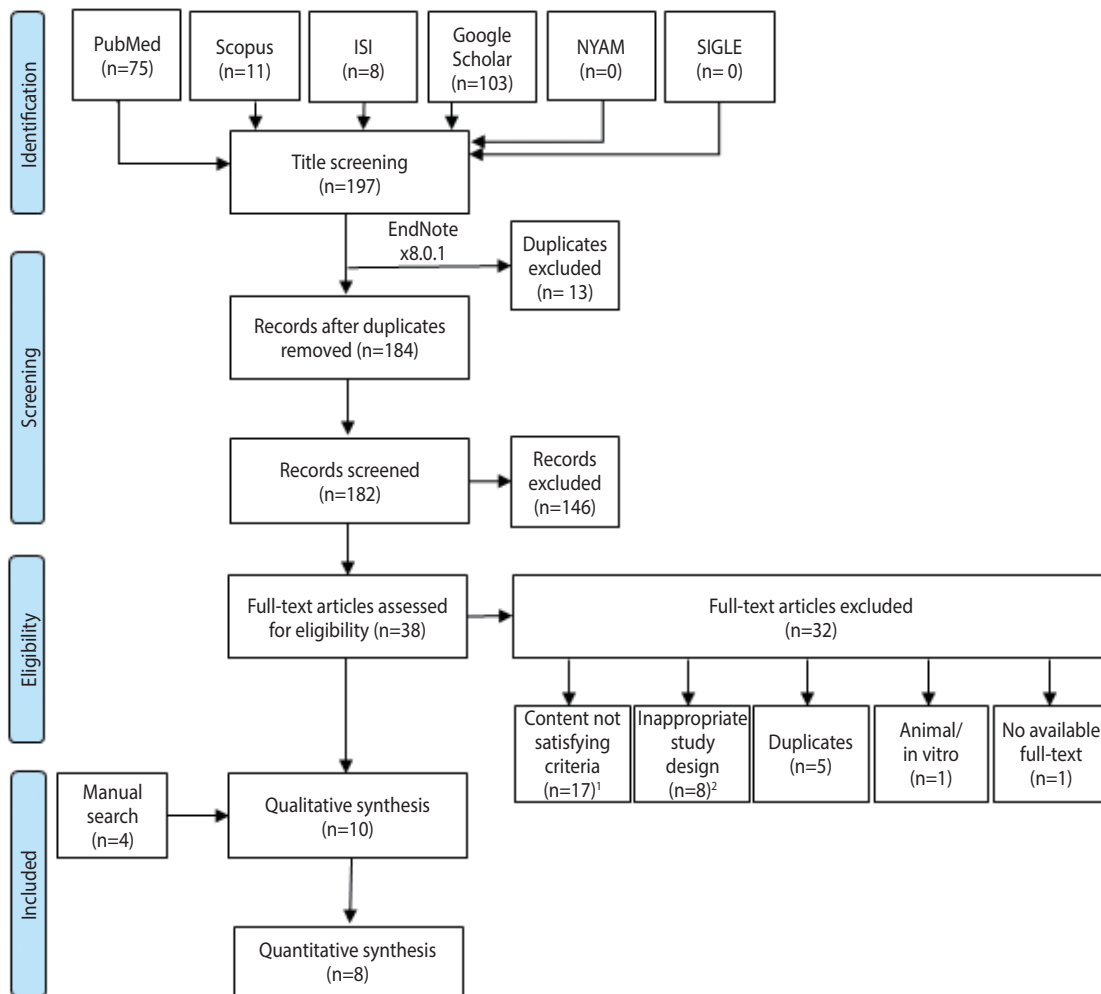 Identification
PubMed
(n=75)
Scopus
(n=11)
ISI
(n=8)
Google
Scholar
(n=103)
NYAM
(n=0)
SIGLE
(n= 0)
Title screening
(n=197)
Screening
EndNote
x8.0.1
Duplicates
excluded
(n= 13)
Records after duplicates
removed (n=184)
Records screened
(n=182)
Records
excluded
(n=146)
Eligibility
Full-text articles assessed
for eligibility (n=38)
Full-text articles excluded
(n=32)
Content not
satisfying
criteria
(n=17)¹
Inappropriate
study
design
(n=8)²
Duplicates
(n=5)
Animal/
in vitro
(n=1)
No available
full-text
(n=1)
Included
Manual
search
(n=4)
Qualitative synthesis
(n=10)
Quantitative synthesis
(n=8)